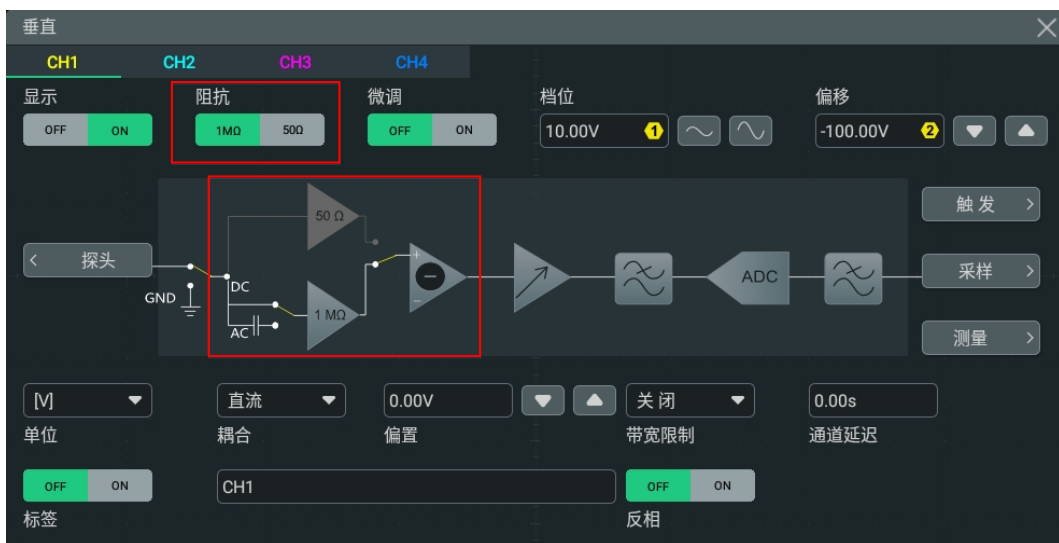 垂直
CH1 CH2 CH3 CH4
显示 阻抗 微调 档位 偏移
OFF ON 1MΩ 50Ω OFF ON 10.00V 1 -100.00V 2
50 Ω
触发
探头
DC
GND
1 MΩ
AC
ADC
采样
测量
[V] 直流 0.00V 关闭 0.00s
单位 耦合 偏置 带宽限制 通道延迟
OFF ON CH1 OFF ON
标签 反相